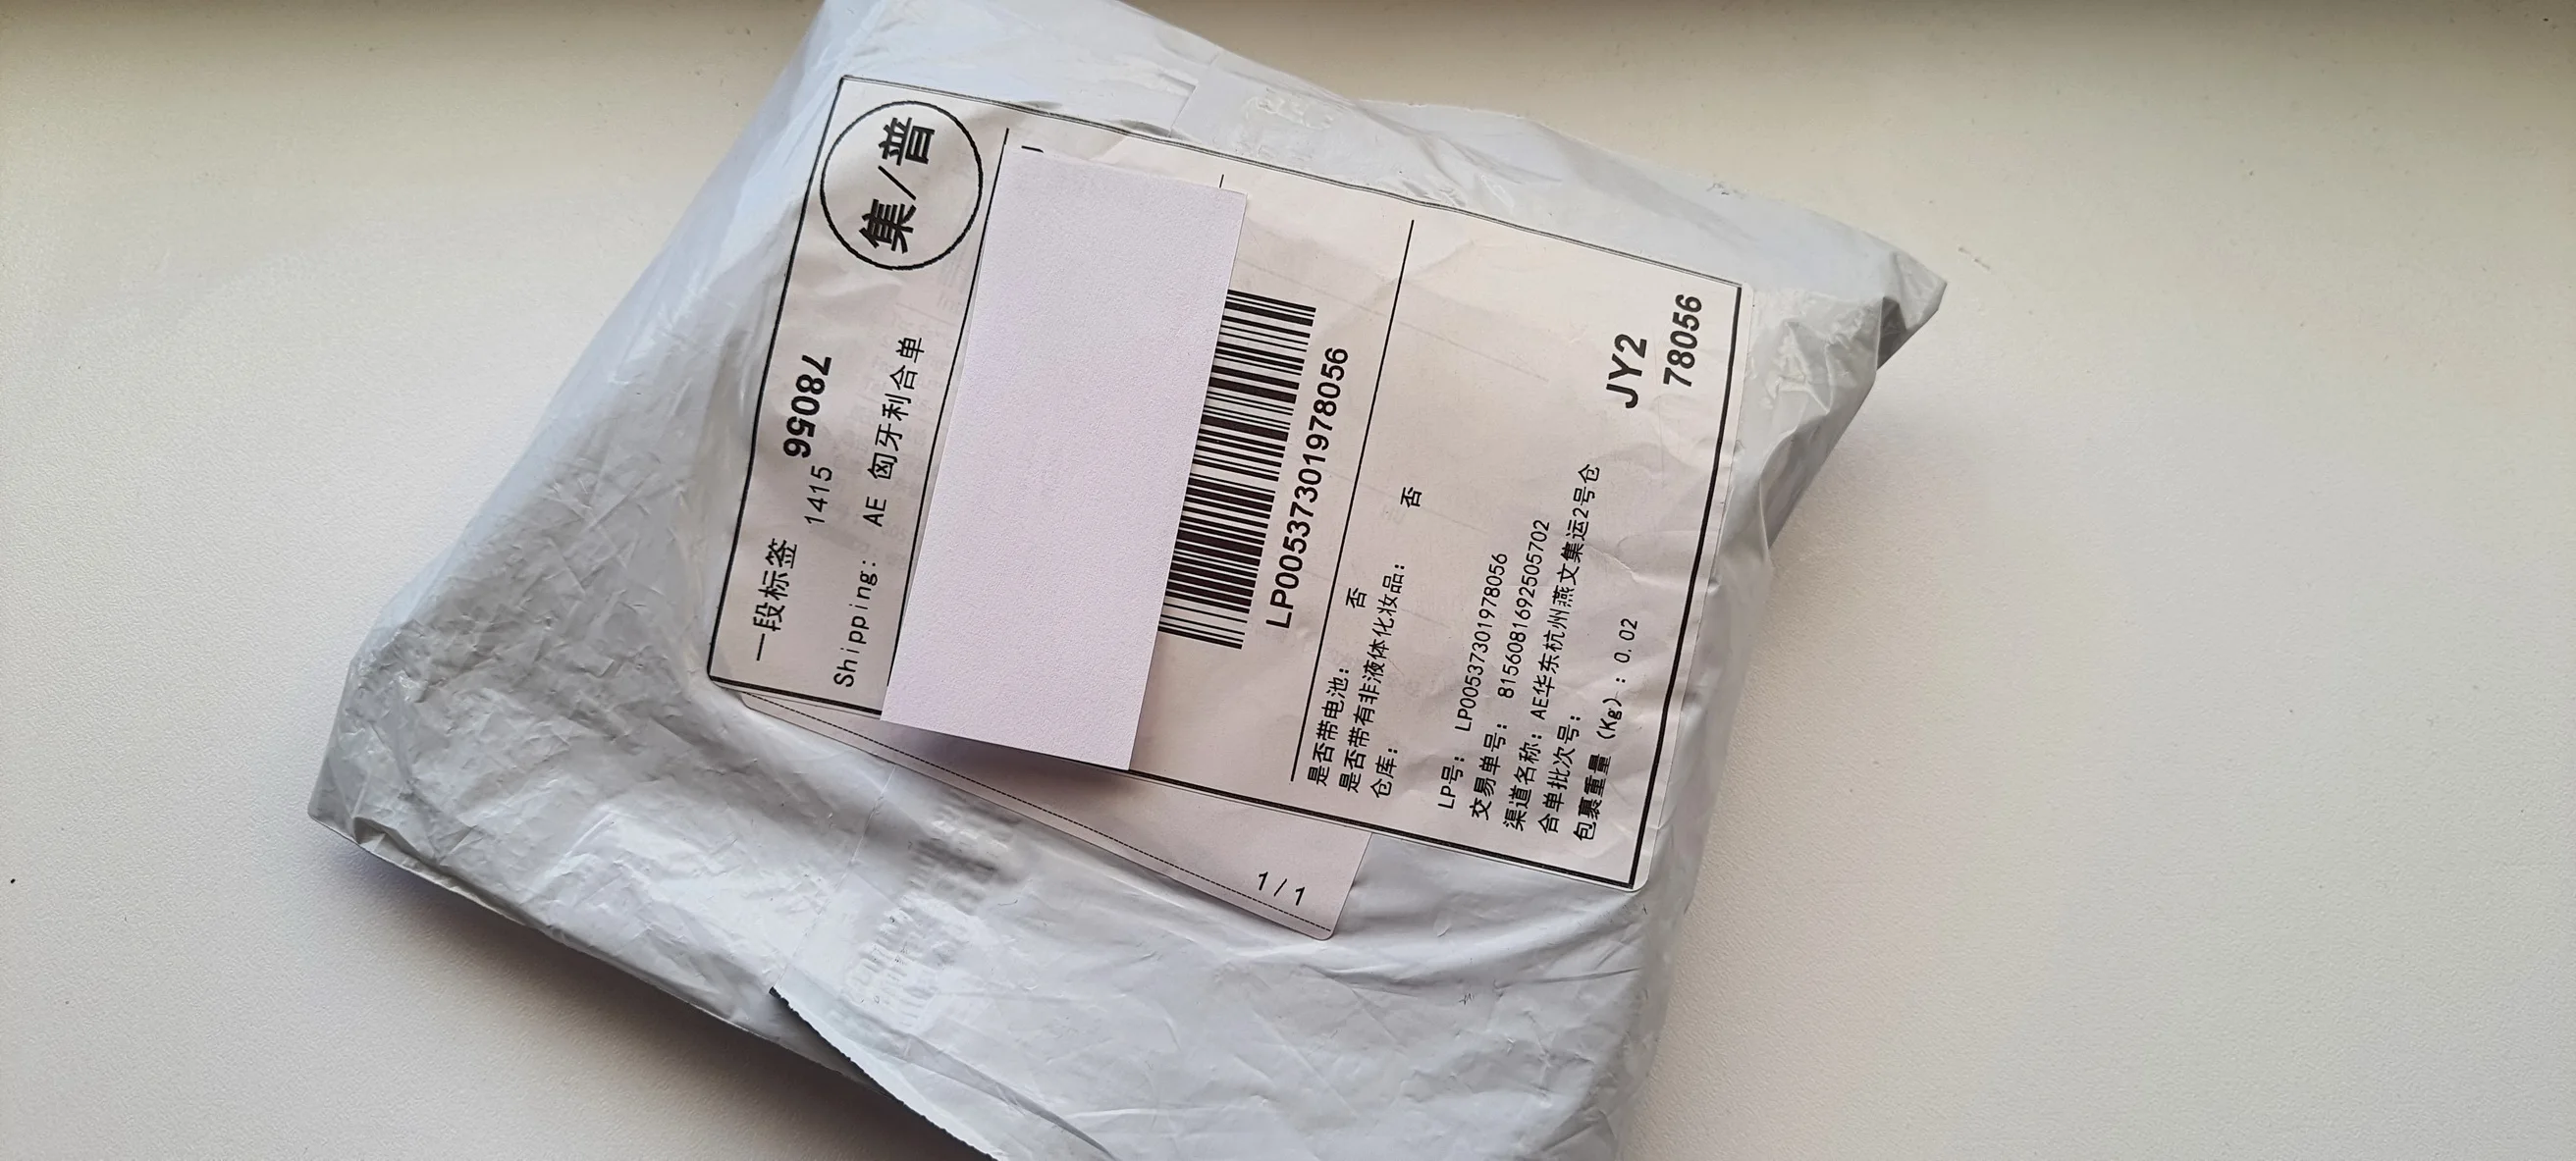 集/普
一段标签
78056
1415
Shipping:
AE 匈牙利合单
LP00537301978056
是否带电池: 否
是否带有非液体化妆品: 否
仓库:
LP号: LP00537301978056
交易单号: 8156081692505702
渠道名称: AE华东杭州燕文集运2号仓
合单批次号:
包裹重量(Kg): 0.02
JY2
78056
1/1